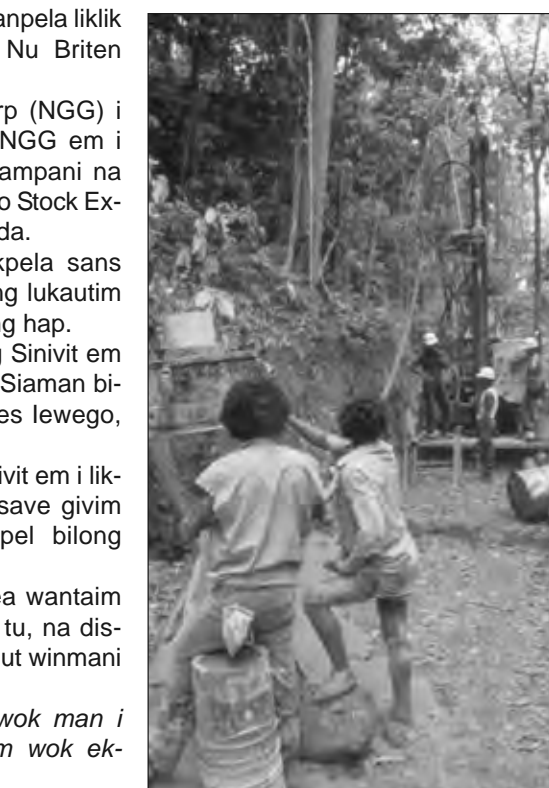 anpela liklik
Nu Briten
rp (NGG) i
NGG em i
ampani na
o Stock Ex-
da.
kpela sans
ng lukautim
ng hap.
g Sinivit em
Siaman bi-
es Iewego,
ivit em i lik-
save givim
pel bilong
ea wantaim
tu, na dis-
ut winmani
wok man i
m wok ek-